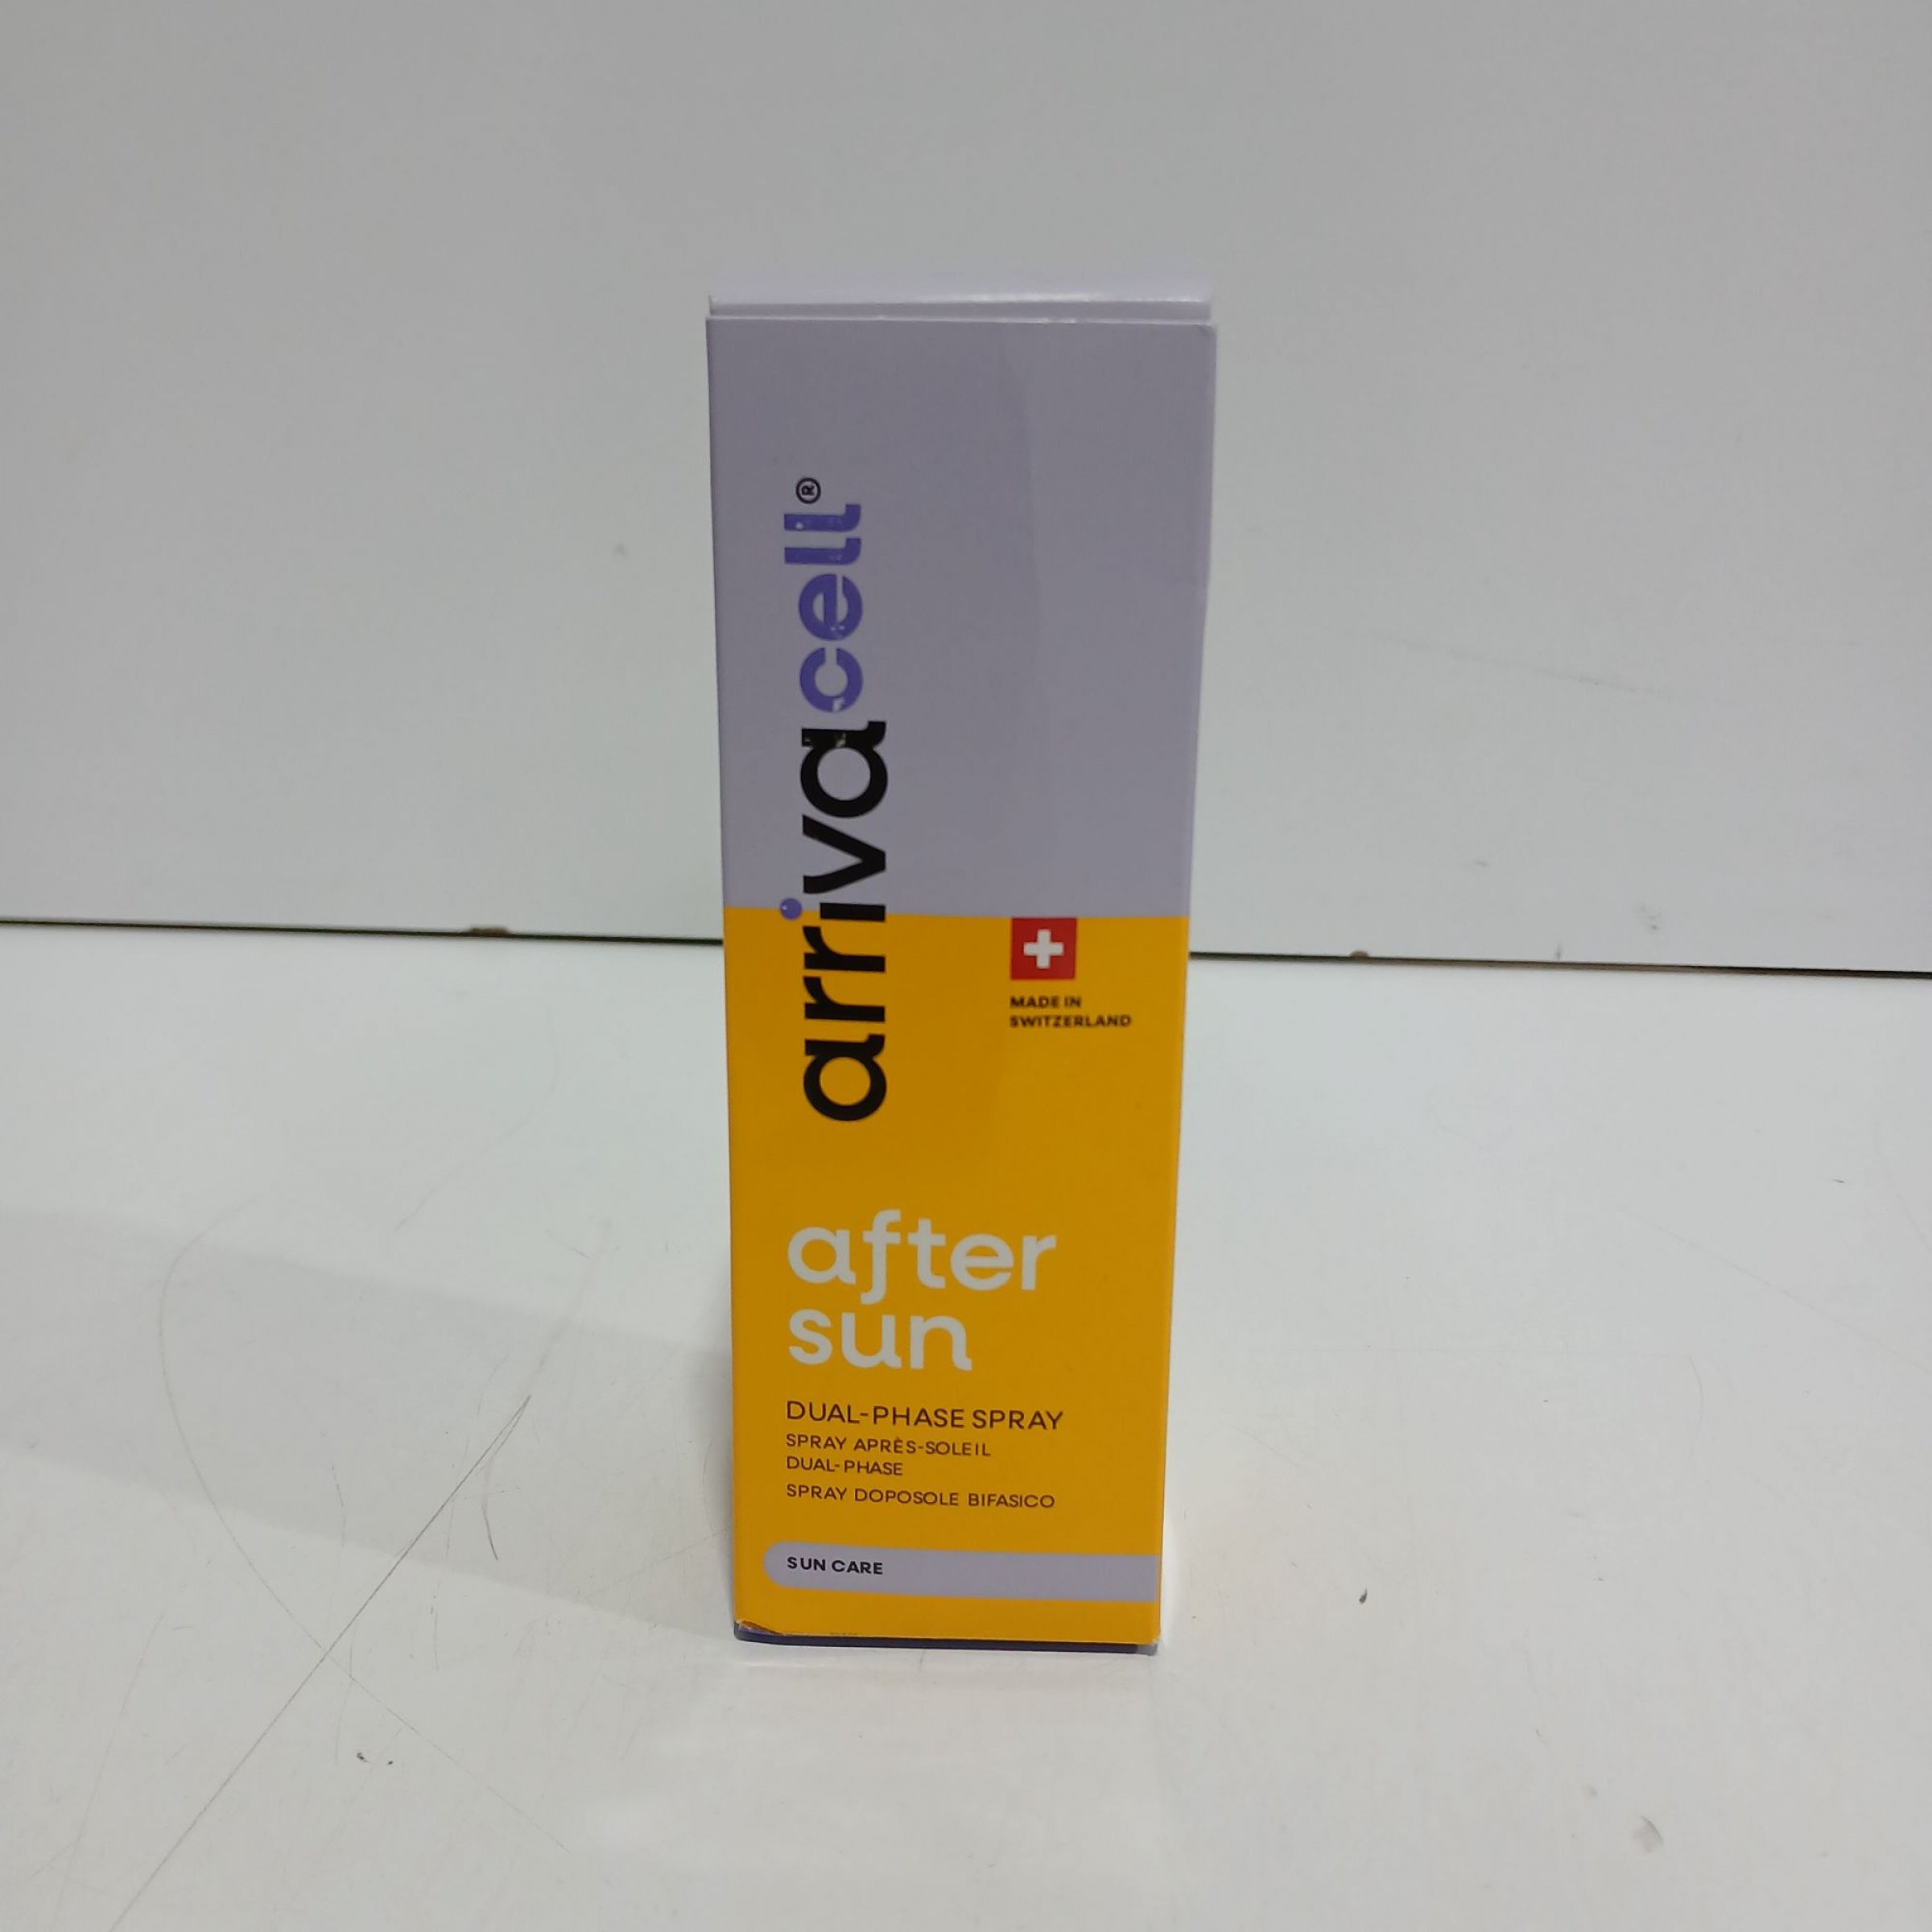 arrivacell®
MADE IN
SWITZERLAND
after
sun
DUAL-PHASE SPRAY
SPRAY APRÈS-SOLEIL
DUAL-PHASE
SPRAY DOPOSOLE BIFASICO
SUN CARE